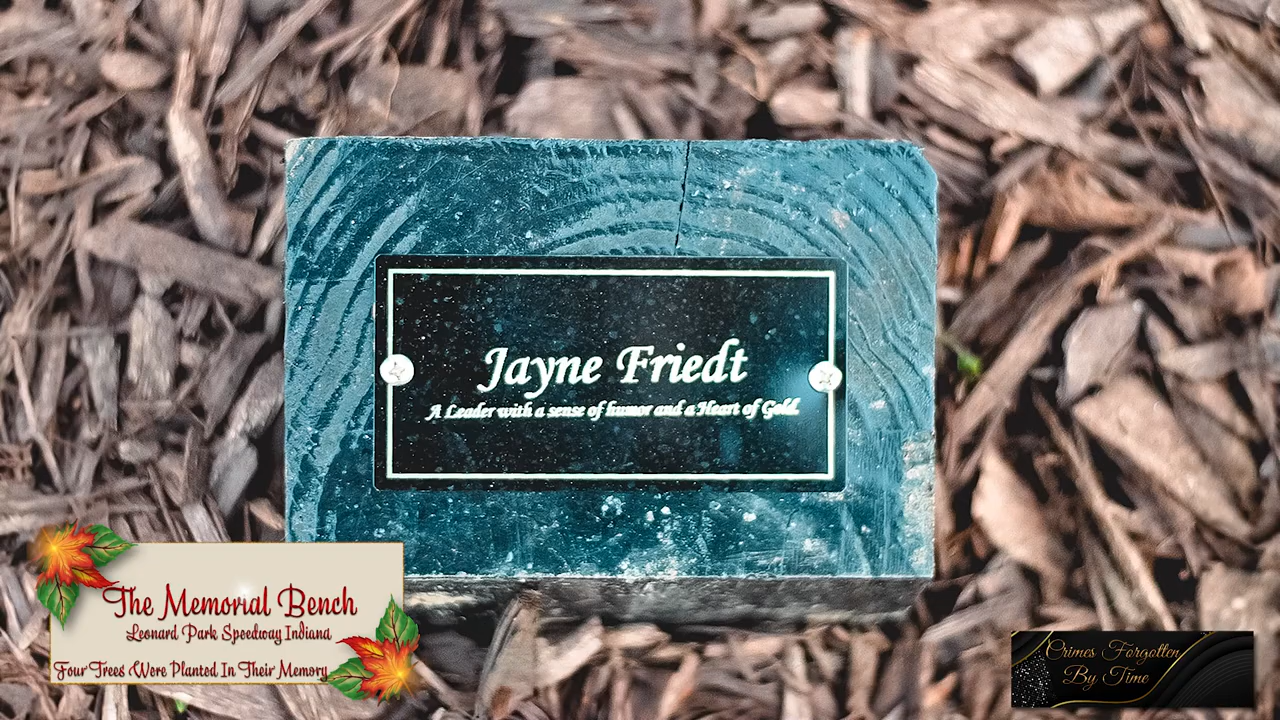 Jayne Friedt
A Leader with a sense of humor and a Heart of Gold.
The Memorial Bench
Leonard Park Speedway Indiana
Four Trees Were Planted In Their Memory
Crimes Forgotten
By Time